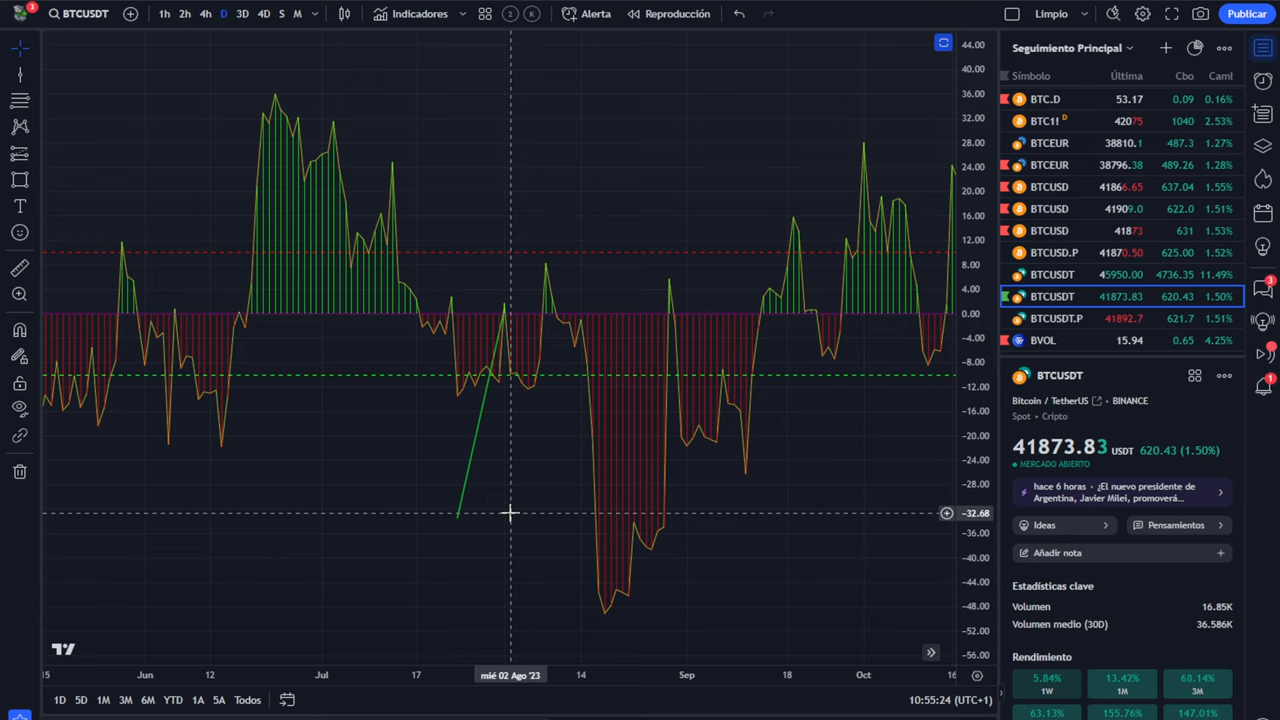 3
BTCUSDT
1h 2h 4h D 3D 4D S M
Indicadores
2 K
Alerta
Reproducción
Limpio
Publicar
44.00
40.00
36.00
32.00
28.00
24.00
20.00
16.00
12.00
8.00
4.00
0.00
−4.00
−8.00
−12.00
−16.00
−20.00
−24.00
−28.00
−32.68
−36.00
−40.00
−44.00
−48.00
−52.00
−56.00
15 Jun 12 Jul 17 mié 02 Ago '23 14 Sep 18 Oct 16
1D 5D 1M 3M 6M YTD 1A 5A Todos
10:55:24 (UTC+1)
Seguimiento Principal
Símbolo Última Cbo Caml
BTC.D 53.17 0.09 0.16%
BTC1! D 42075 1040 2.53%
BTCEUR 38810.1 487.3 1.27%
BTCEUR 38796.38 489.26 1.28%
BTCUSD 41866.65 637.04 1.55%
BTCUSD 41909.0 622.0 1.51%
BTCUSD 41873 631 1.53%
BTCUSD.P 41870.50 625.00 1.52%
BTCUSDT 45950.00 4736.35 11.49%
BTCUSDT 41873.83 620.43 1.50%
BTCUSDT.P 41892.7 621.7 1.51%
BVOL 15.94 0.65 4.25%
BTCUSDT
Bitcoin / TetherUS • BINANCE
Spot • Cripto
41873.83 USDT 620.43 (1.50%)
MERCADO ABIERTO
hace 6 horas • ¿El nuevo presidente de
Argentina, Javier Milei, promoverá...
Ideas
Pensamientos
Añadir nota
Estadísticas clave
Volumen 16.85K
Volumen medio (30D) 36.586K
Rendimiento
5.84% 13.42% 68.14%
1W 1M 3M
63.13% 155.76% 147.01%
3
1